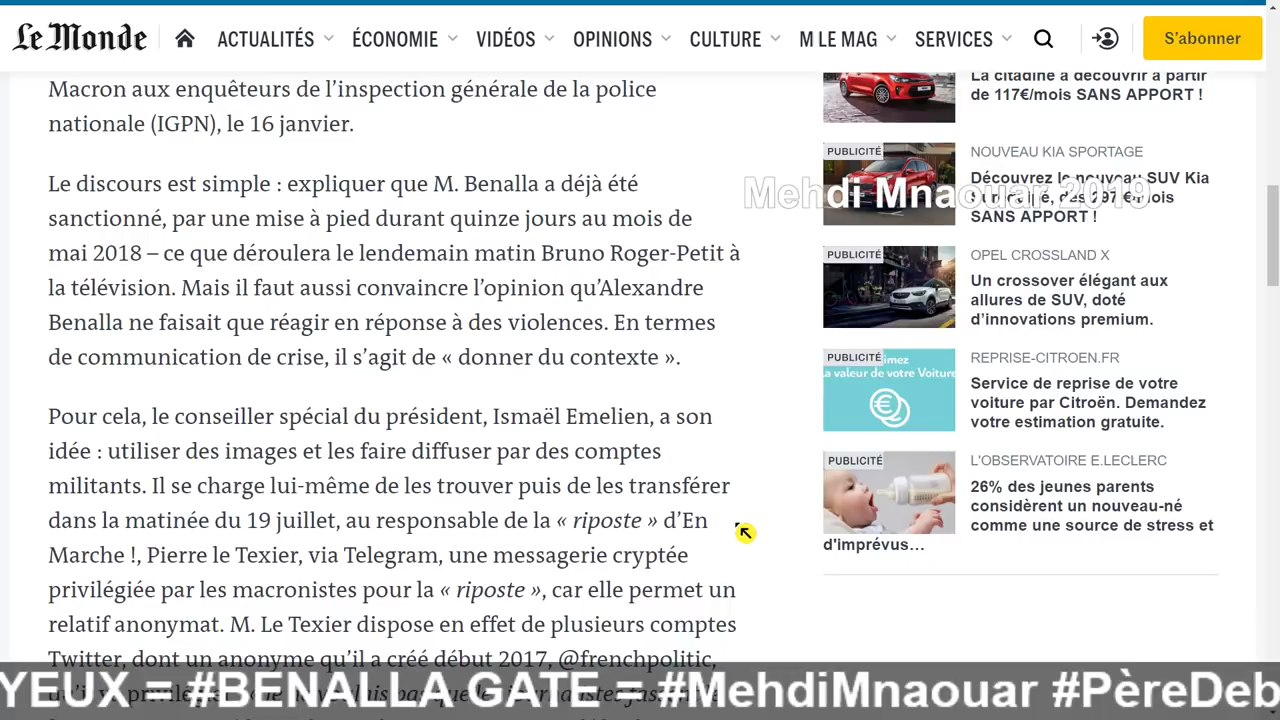 Le Monde
ACTUALITÉS
ÉCONOMIE
VIDÉOS
OPINIONS
CULTURE
M LE MAG
SERVICES
S'abonner
Macron aux enquêteurs de l'inspection générale de la police
nationale (IGPN), le 16 janvier.
Le discours est simple : expliquer que M. Benalla a déjà été
sanctionné, par une mise à pied durant quinze jours au mois de
mai 2018 – ce que déroulera le lendemain matin Bruno Roger-Petit à
la télévision. Mais il faut aussi convaincre l'opinion qu'Alexandre
Benalla ne faisait que réagir en réponse à des violences. En termes
de communication de crise, il s'agit de « donner du contexte ».
Pour cela, le conseiller spécial du président, Ismaël Emelien, a son
idée : utiliser des images et les faire diffuser par des comptes
militants. Il se charge lui-même de les trouver puis de les transférer
dans la matinée du 19 juillet, au responsable de la « riposte » d'En
Marche !, Pierre le Texier, via Telegram, une messagerie cryptée
privilégiée par les macronistes pour la « riposte », car elle permet un
relatif anonymat. M. Le Texier dispose en effet de plusieurs comptes
Twitter, dont un anonyme qu'il a créé début 2017, @frenchpolitic,
La citadine à découvrir à partir
de 117€/mois SANS APPORT !
PUBLICITÉ
NOUVEAU KIA SPORTAGE
Découvrez le nouveau SUV Kia
SANS APPORT !
Mehdi Mnaouar 2019
PUBLICITÉ
OPEL CROSSLAND X
Un crossover élégant aux
allures de SUV, doté
d'innovations premium.
PUBLICITÉ
imez
a valeur de votre Voiture
REPRISE-CITROEN.FR
Service de reprise de votre
voiture par Citroën. Demandez
votre estimation gratuite.
PUBLICITÉ
L'OBSERVATOIRE E.LECLERC
26% des jeunes parents
considèrent un nouveau-né
comme une source de stress et
d'imprévus…
YEUX = #BENALLA GATE = #MehdiMnaouar #PèreDeb